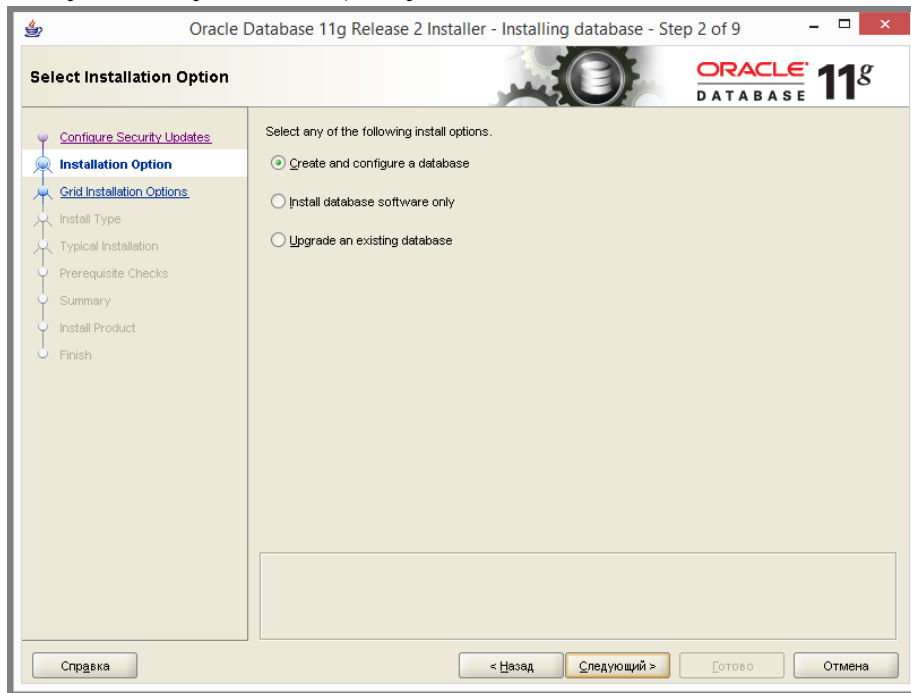 Oracle Database 11g Release 2 Installer - Installing database - Step 2 of 9
Select Installation Option
ORACLE
DATABASE
11g
Configure Security Updates
Installation Option
Grid Installation Options
Install Type
Typical Installation
Prerequisite Checks
Summary
Install Product
Finish
Select any of the following install options.
Create and configure a database
Install database software only
Upgrade an existing database
Справка
< Назад
Следующий >
Готово
Отмена